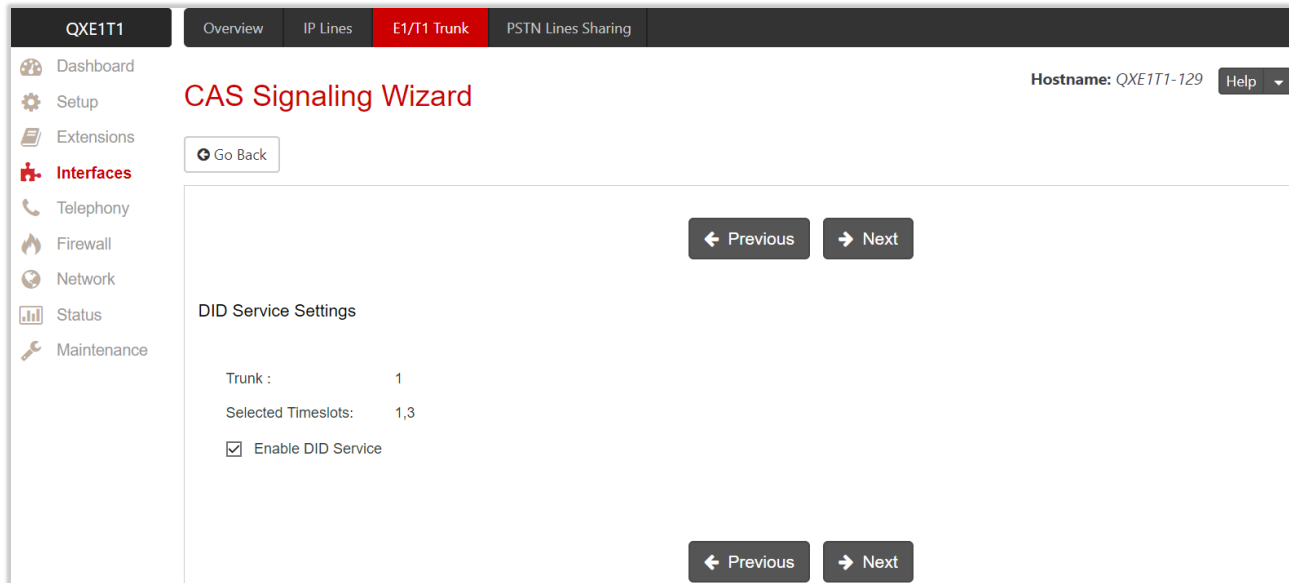 QXE1T1
Overview
IP Lines
E1/T1 Trunk
PSTN Lines Sharing
Dashboard
Setup
Extensions
Interfaces
Telephony
Firewall
Network
Status
Maintenance
Hostname: QXE1T1-129
Help
CAS Signaling Wizard
Go Back
Previous
Next
DID Service Settings
Trunk : 1
Selected Timeslots: 1,3
Enable DID Service
Previous
Next